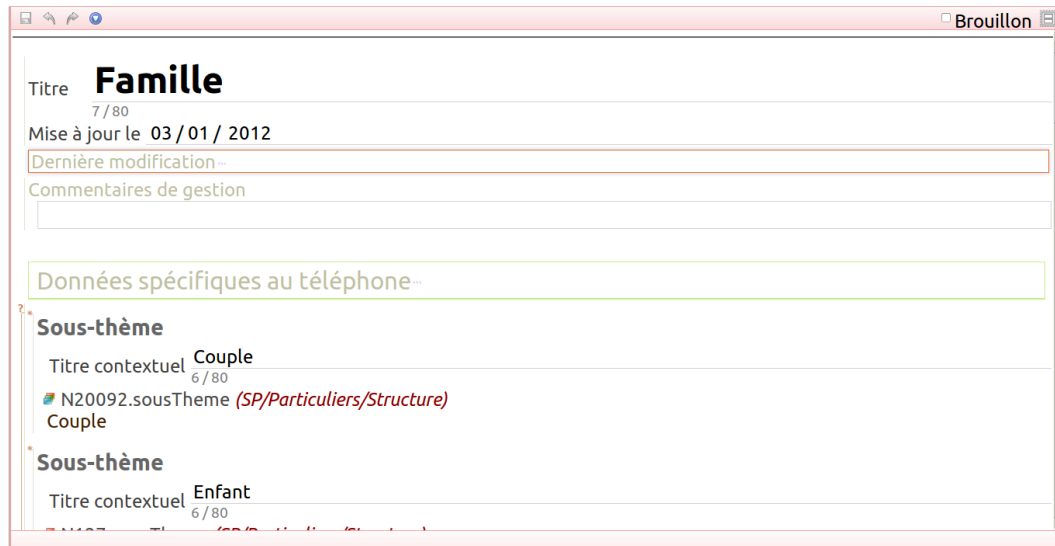 Brouillon
Titre Famille
7 / 80
Mise à jour le 03 / 01 / 2012
Dernière modification···
Commentaires de gestion
Données spécifiques au téléphone···
?
*
Sous-thème
Titre contextuel Couple
6 / 80
N20092.sousTheme (SP/Particuliers/Structure)
Couple
*
Sous-thème
Titre contextuel Enfant
6 / 80